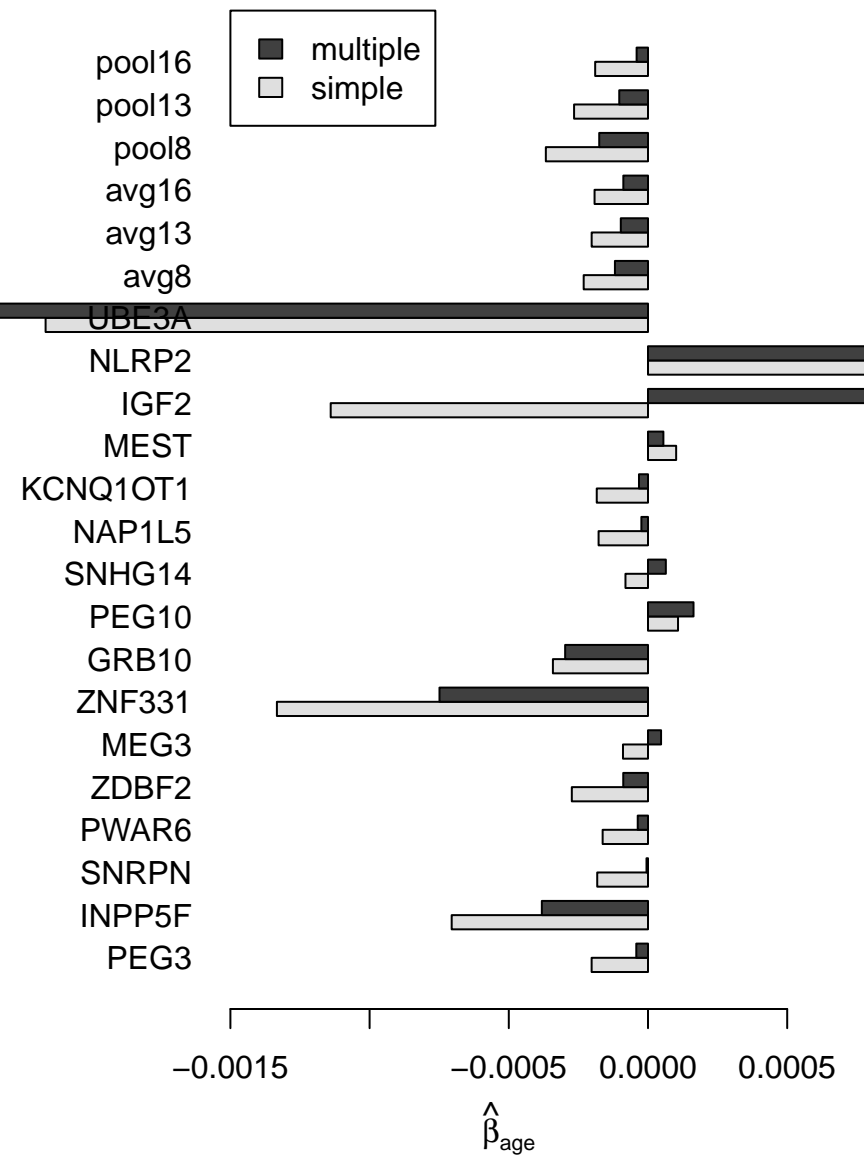 multiple
simple
pool16
pool13
pool8
avg16
avg13
avg8
UBE3A
NLRP2
IGF2
MEST
KCNQ1OT1
NAP1L5
SNHG14
PEG10
GRB10
ZNF331
MEG3
ZDBF2
PWAR6
SNRPN
INPP5F
PEG3
−0.0015 −0.0005 0.0000 0.0005
β̂age